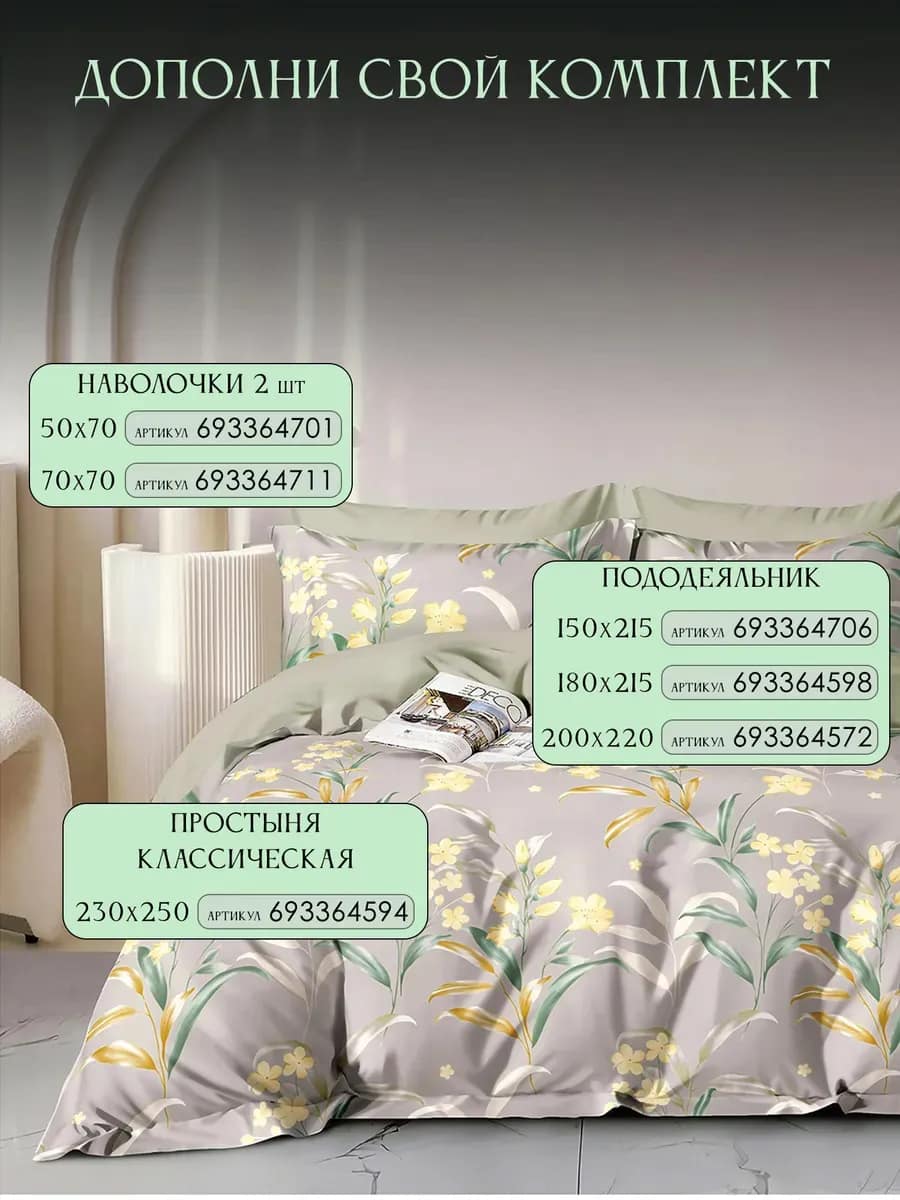 ДОПОЛНИ СВОЙ КОМПЛЕКТ
НАВОЛОЧКИ 2 шт
50х70 артикул 693364701
70х70 артикул 693364711
ПОДОДЕЯЛЬНИК
150х215 артикул 693364706
180х215 артикул 693364598
200х220 артикул 693364572
DECO
ПРОСТЫНЯ
КЛАССИЧЕСКАЯ
230х250 артикул 693364594